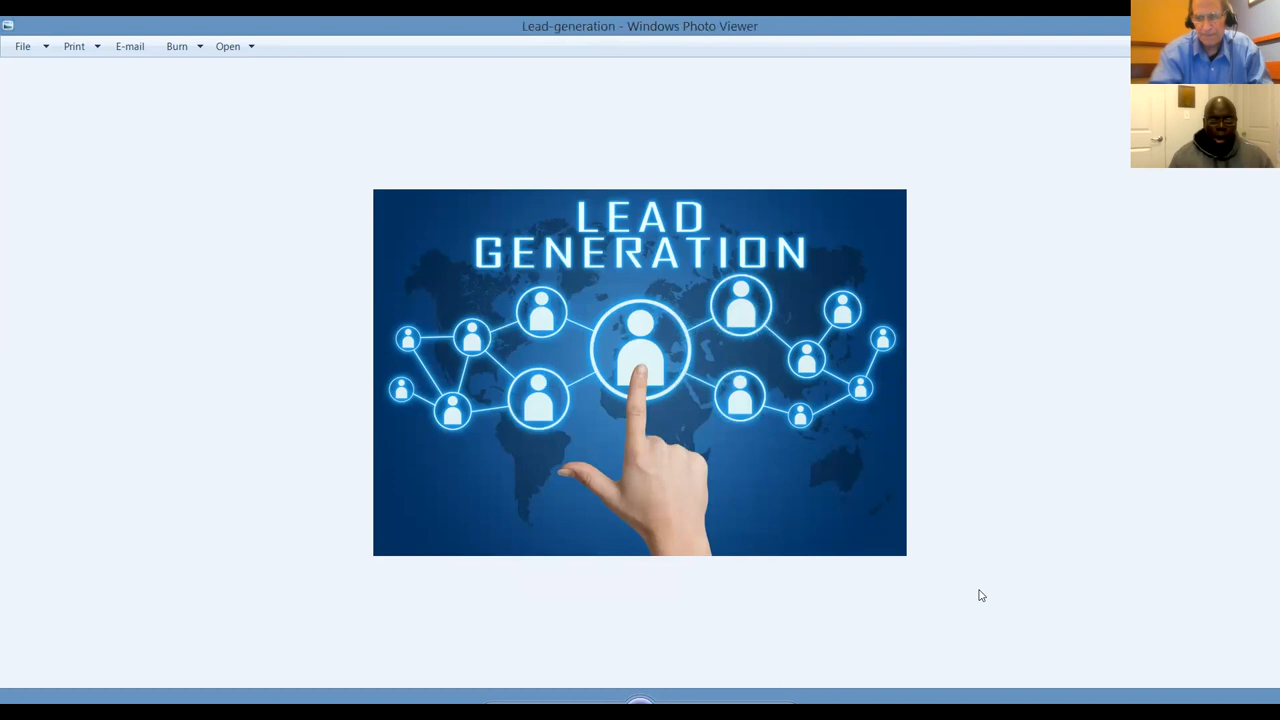 Lead-generation - Windows Photo Viewer
File Print E-mail Burn Open
LEAD
GENERATION